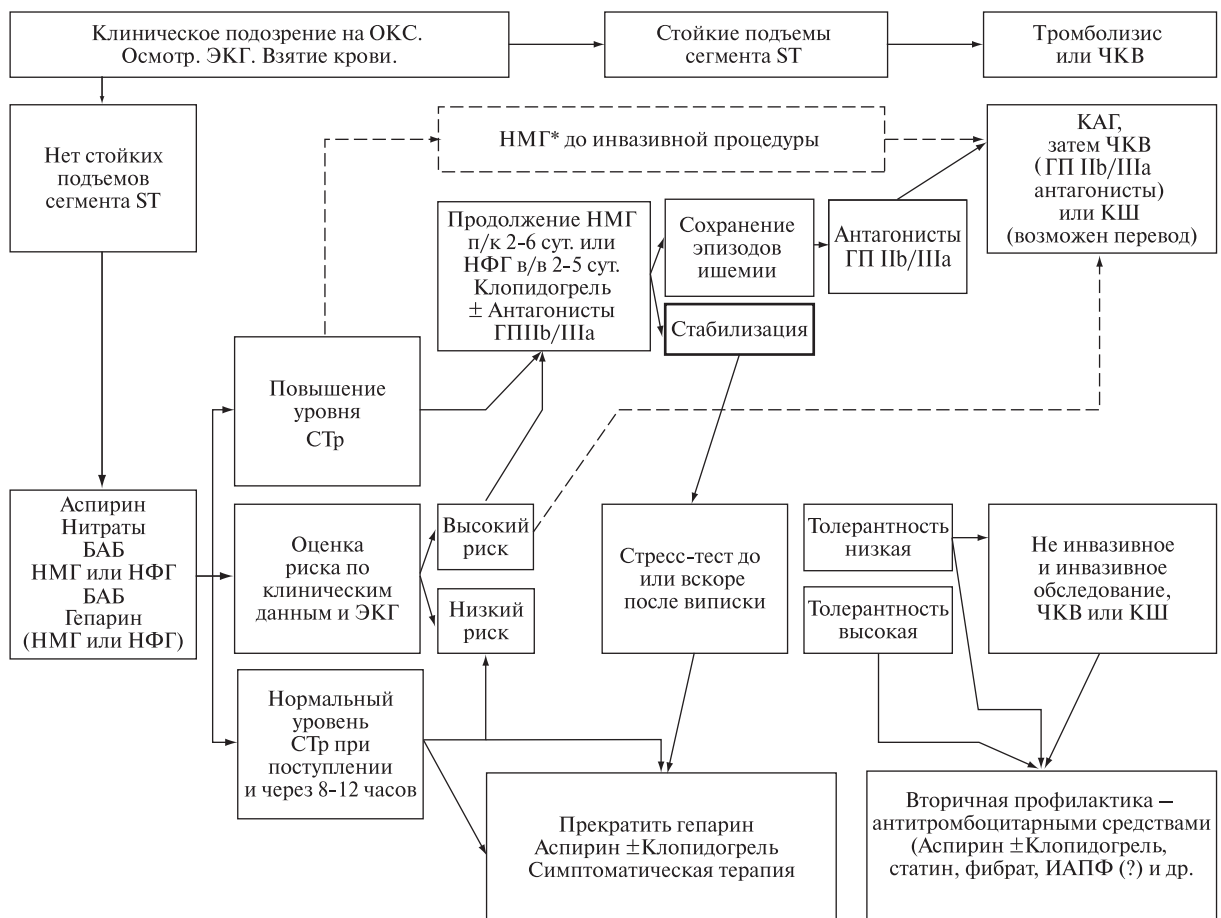 Клиническое подозрение на ОКС.
Осмотр. ЭКГ. Взятие крови.
Стойкие подъемы
сегмента ST
Тромболизис
или ЧКВ
Нет стойких
подъемов
сегмента ST
НМГ* до инвазивной процедуры
КАГ,
затем ЧКВ
(ГП IIb/IIIa
антагонисты)
или КШ
(возможен перевод)
Продолжение НМГ
п/к 2-6 сут. или
НФГ в/в 2-5 сут.
Клопидогрель
± Антагонисты
ГПIIb/IIIa
Сохранение
эпизодов
ишемии
Антагонисты
ГП IIb/IIIa
Стабилизация
Повышение
уровня
СТр
Аспирин
Нитраты
БАБ
НМГ или НФГ
БАБ
Гепарин
(НМГ или НФГ)
Оценка
риска по
клиническим
данным и ЭКГ
Высокий
риск
Низкий
риск
Стресс-тест до
или вскоре
после виписки
Толерантность
низкая
Толерантность
высокая
Не инвазивное
и инвазивное
обследование,
ЧКВ или КШ
Нормальный
уровень
СТр при
поступлении
и через 8-12 часов
Прекратить гепарин
Аспирин ±Клопидогрель
Симптоматическая терапия
Вторичная профилактика –
антитромбоцитарными средствами
(Аспирин ±Клопидогрель,
статин, фибрат, ИАПФ (?) и др.